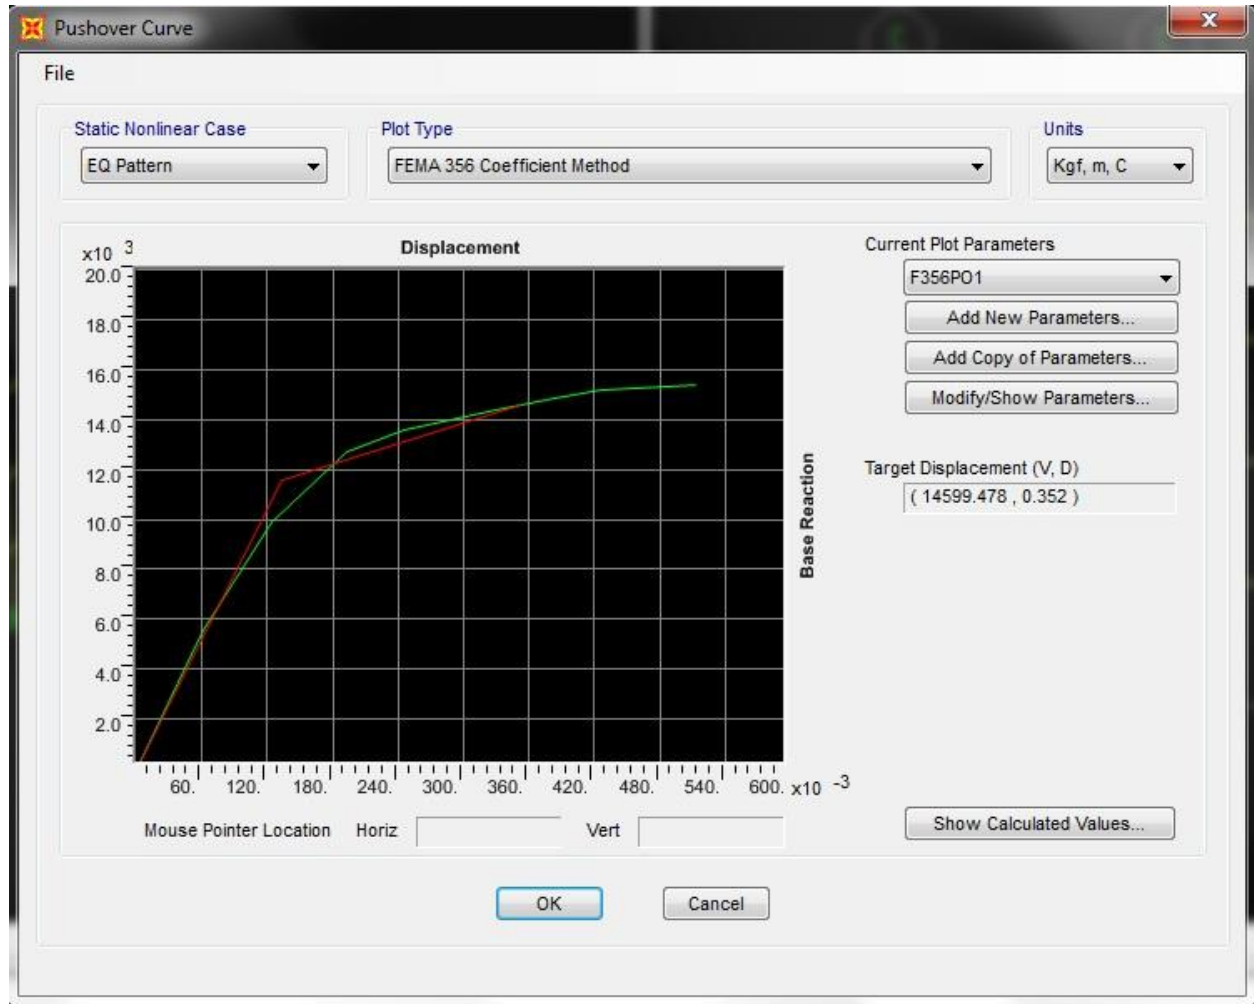 Pushover Curve
File
Static Nonlinear Case
Plot Type
Units
EQ Pattern
FEMA 356 Coefficient Method
Kgf, m, C
x10 3
Displacement
Current Plot Parameters
F356PO1
Add New Parameters...
Add Copy of Parameters...
Modify/Show Parameters...
Target Displacement (V, D)
( 14599.478 , 0.352 )
20.0
18.0
16.0
14.0
12.0
10.0
8.0
6.0
4.0
2.0
Base Reaction
60. 120. 180. 240. 300. 360. 420. 480. 540. 600. x10 -3
Mouse Pointer Location Horiz Vert
Show Calculated Values...
OK
Cancel